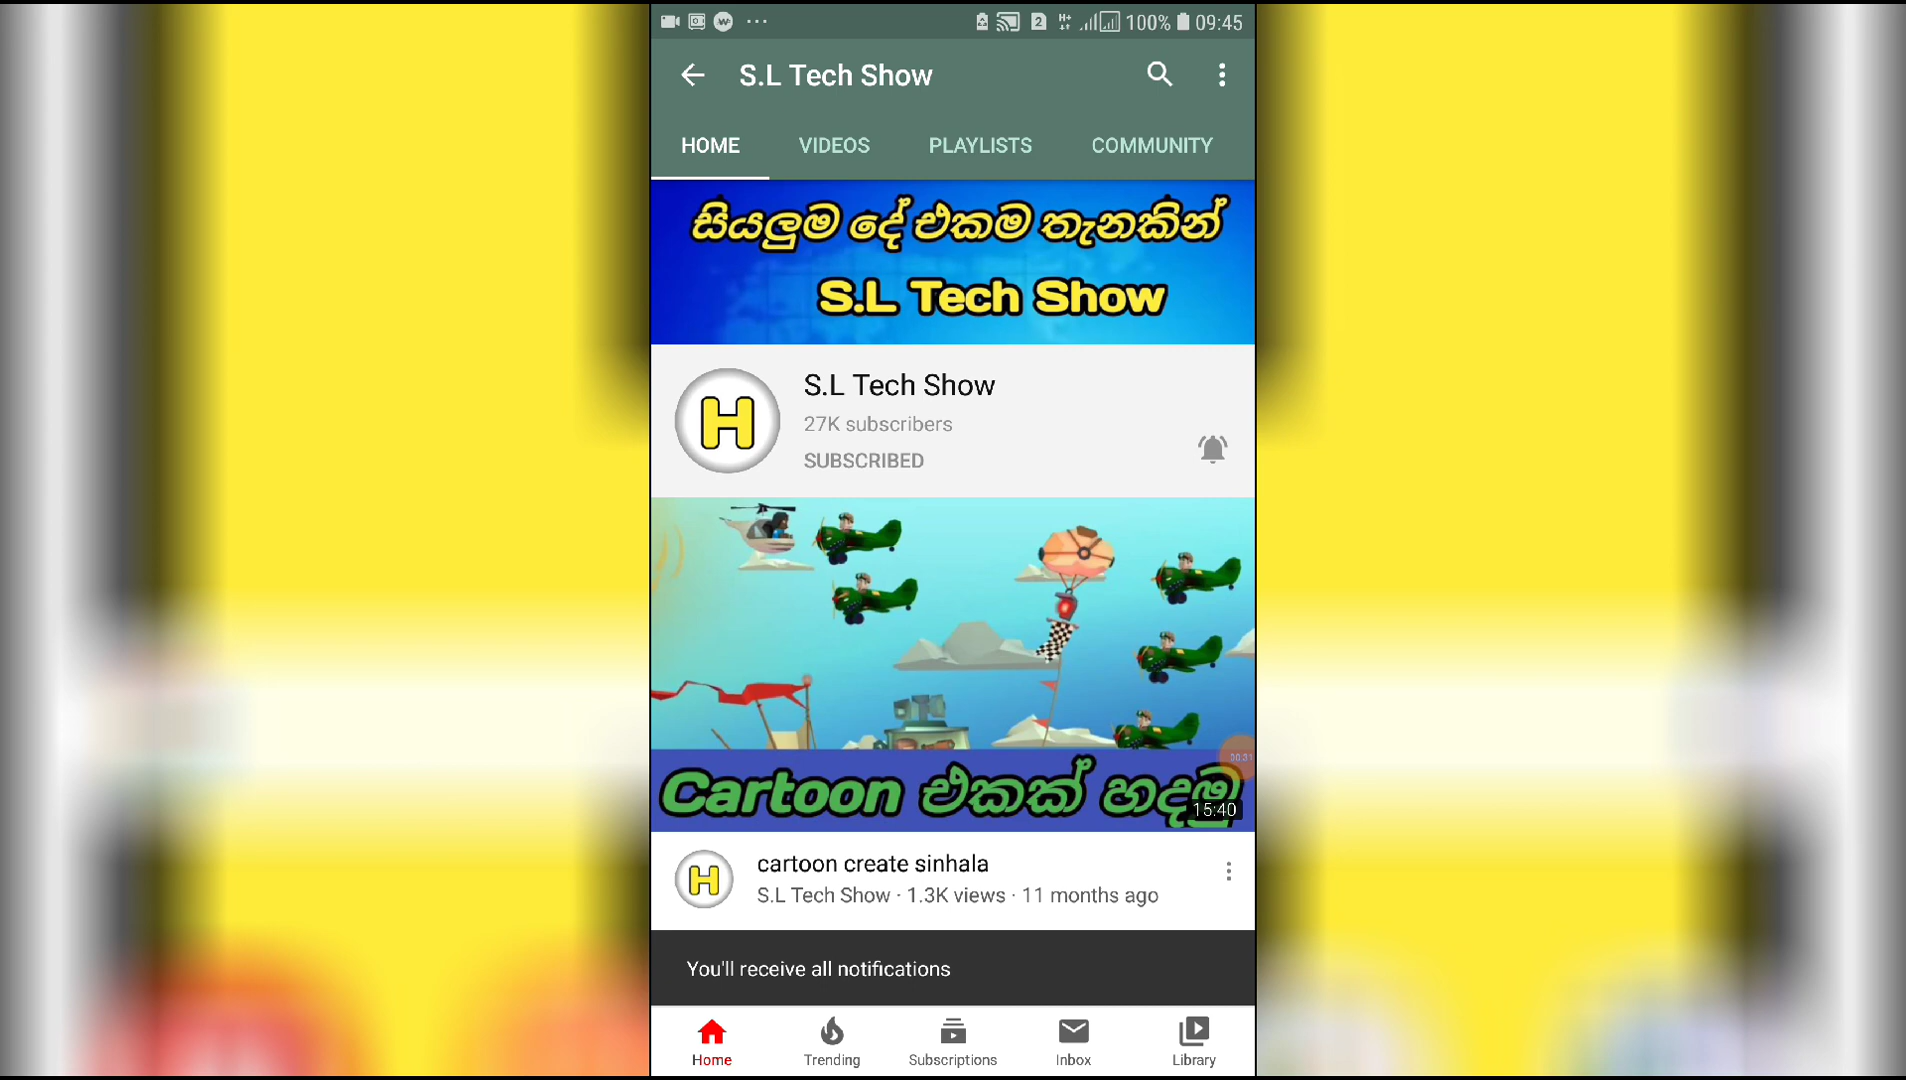 100% 09:45
S.L Tech Show
HOME VIDEOS PLAYLISTS COMMUNITY
සියලුම දේ එකම තැනකින්
S.L Tech Show
H
S.L Tech Show
27K subscribers
SUBSCRIBED
00:31
Cartoon එකක් හදමු
15:40
H
cartoon create sinhala
S.L Tech Show · 1.3K views · 11 months ago
You'll receive all notifications
Home Trending Subscriptions Inbox Library